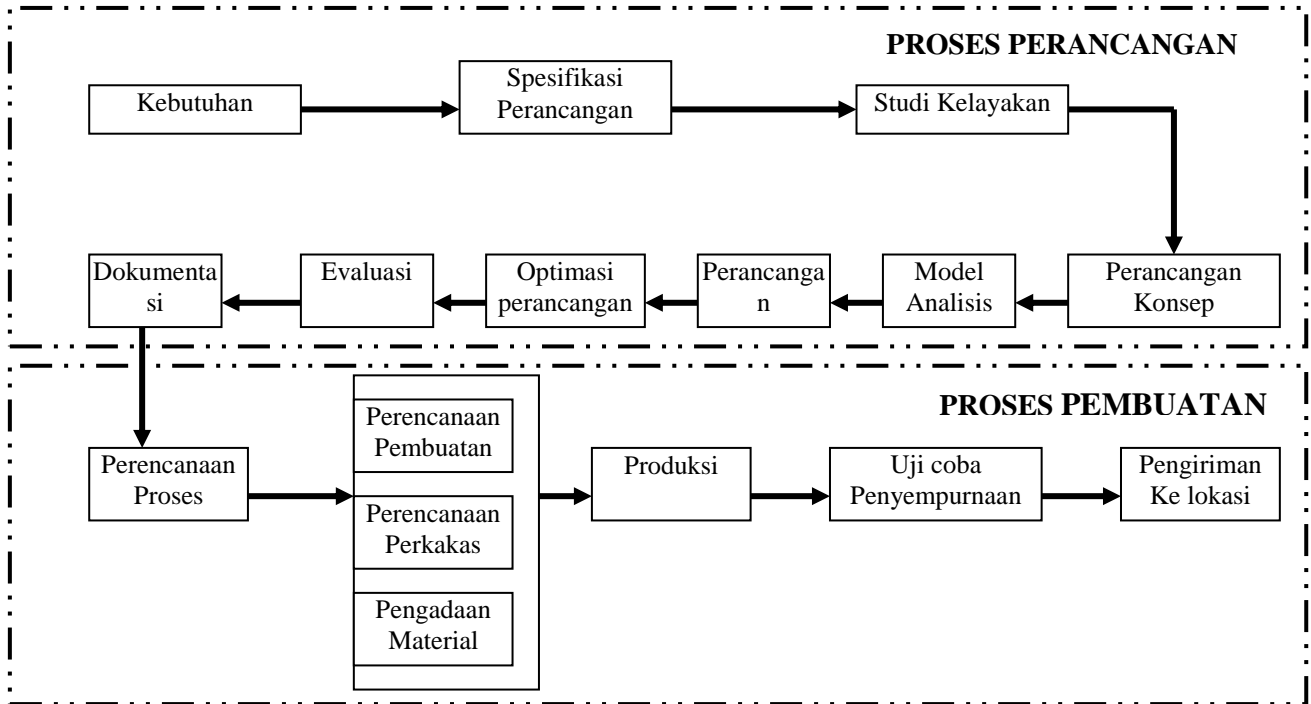 PROSES PERANCANGAN
Kebutuhan
Spesifikasi
Perancangan
Studi Kelayakan
Dokumenta
si
Evaluasi
Optimasi
perancangan
Perancanga
n
Model
Analisis
Perancangan
Konsep
PROSES PEMBUATAN
Perencanaan
Proses
Perencanaan
Pembuatan
Perencanaan
Perkakas
Pengadaan
Material
Produksi
Uji coba
Penyempurnaan
Pengiriman
Ke lokasi